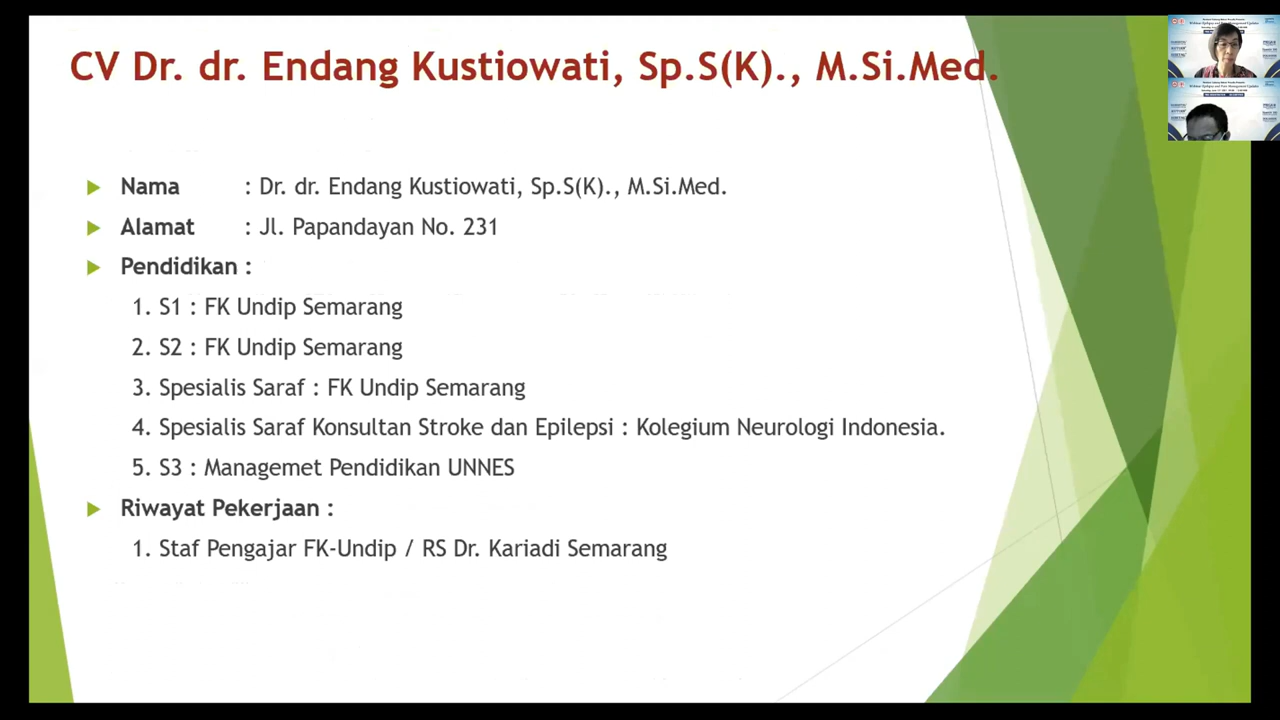 CV Dr. dr. Endang Kustiowati, Sp.S(K)., M.Si.Med.
Nama : Dr. dr. Endang Kustiowati, Sp.S(K)., M.Si.Med.
Alamat : Jl. Papandayan No. 231
Pendidikan :
1. S1 : FK Undip Semarang
2. S2 : FK Undip Semarang
3. Spesialis Saraf : FK Undip Semarang
4. Spesialis Saraf Konsultan Stroke dan Epilepsi : Kolegium Neurologi Indonesia.
5. S3 : Managemet Pendidikan UNNES
Riwayat Pekerjaan :
1. Staf Pengajar FK-Undip / RS Dr. Kariadi Semarang